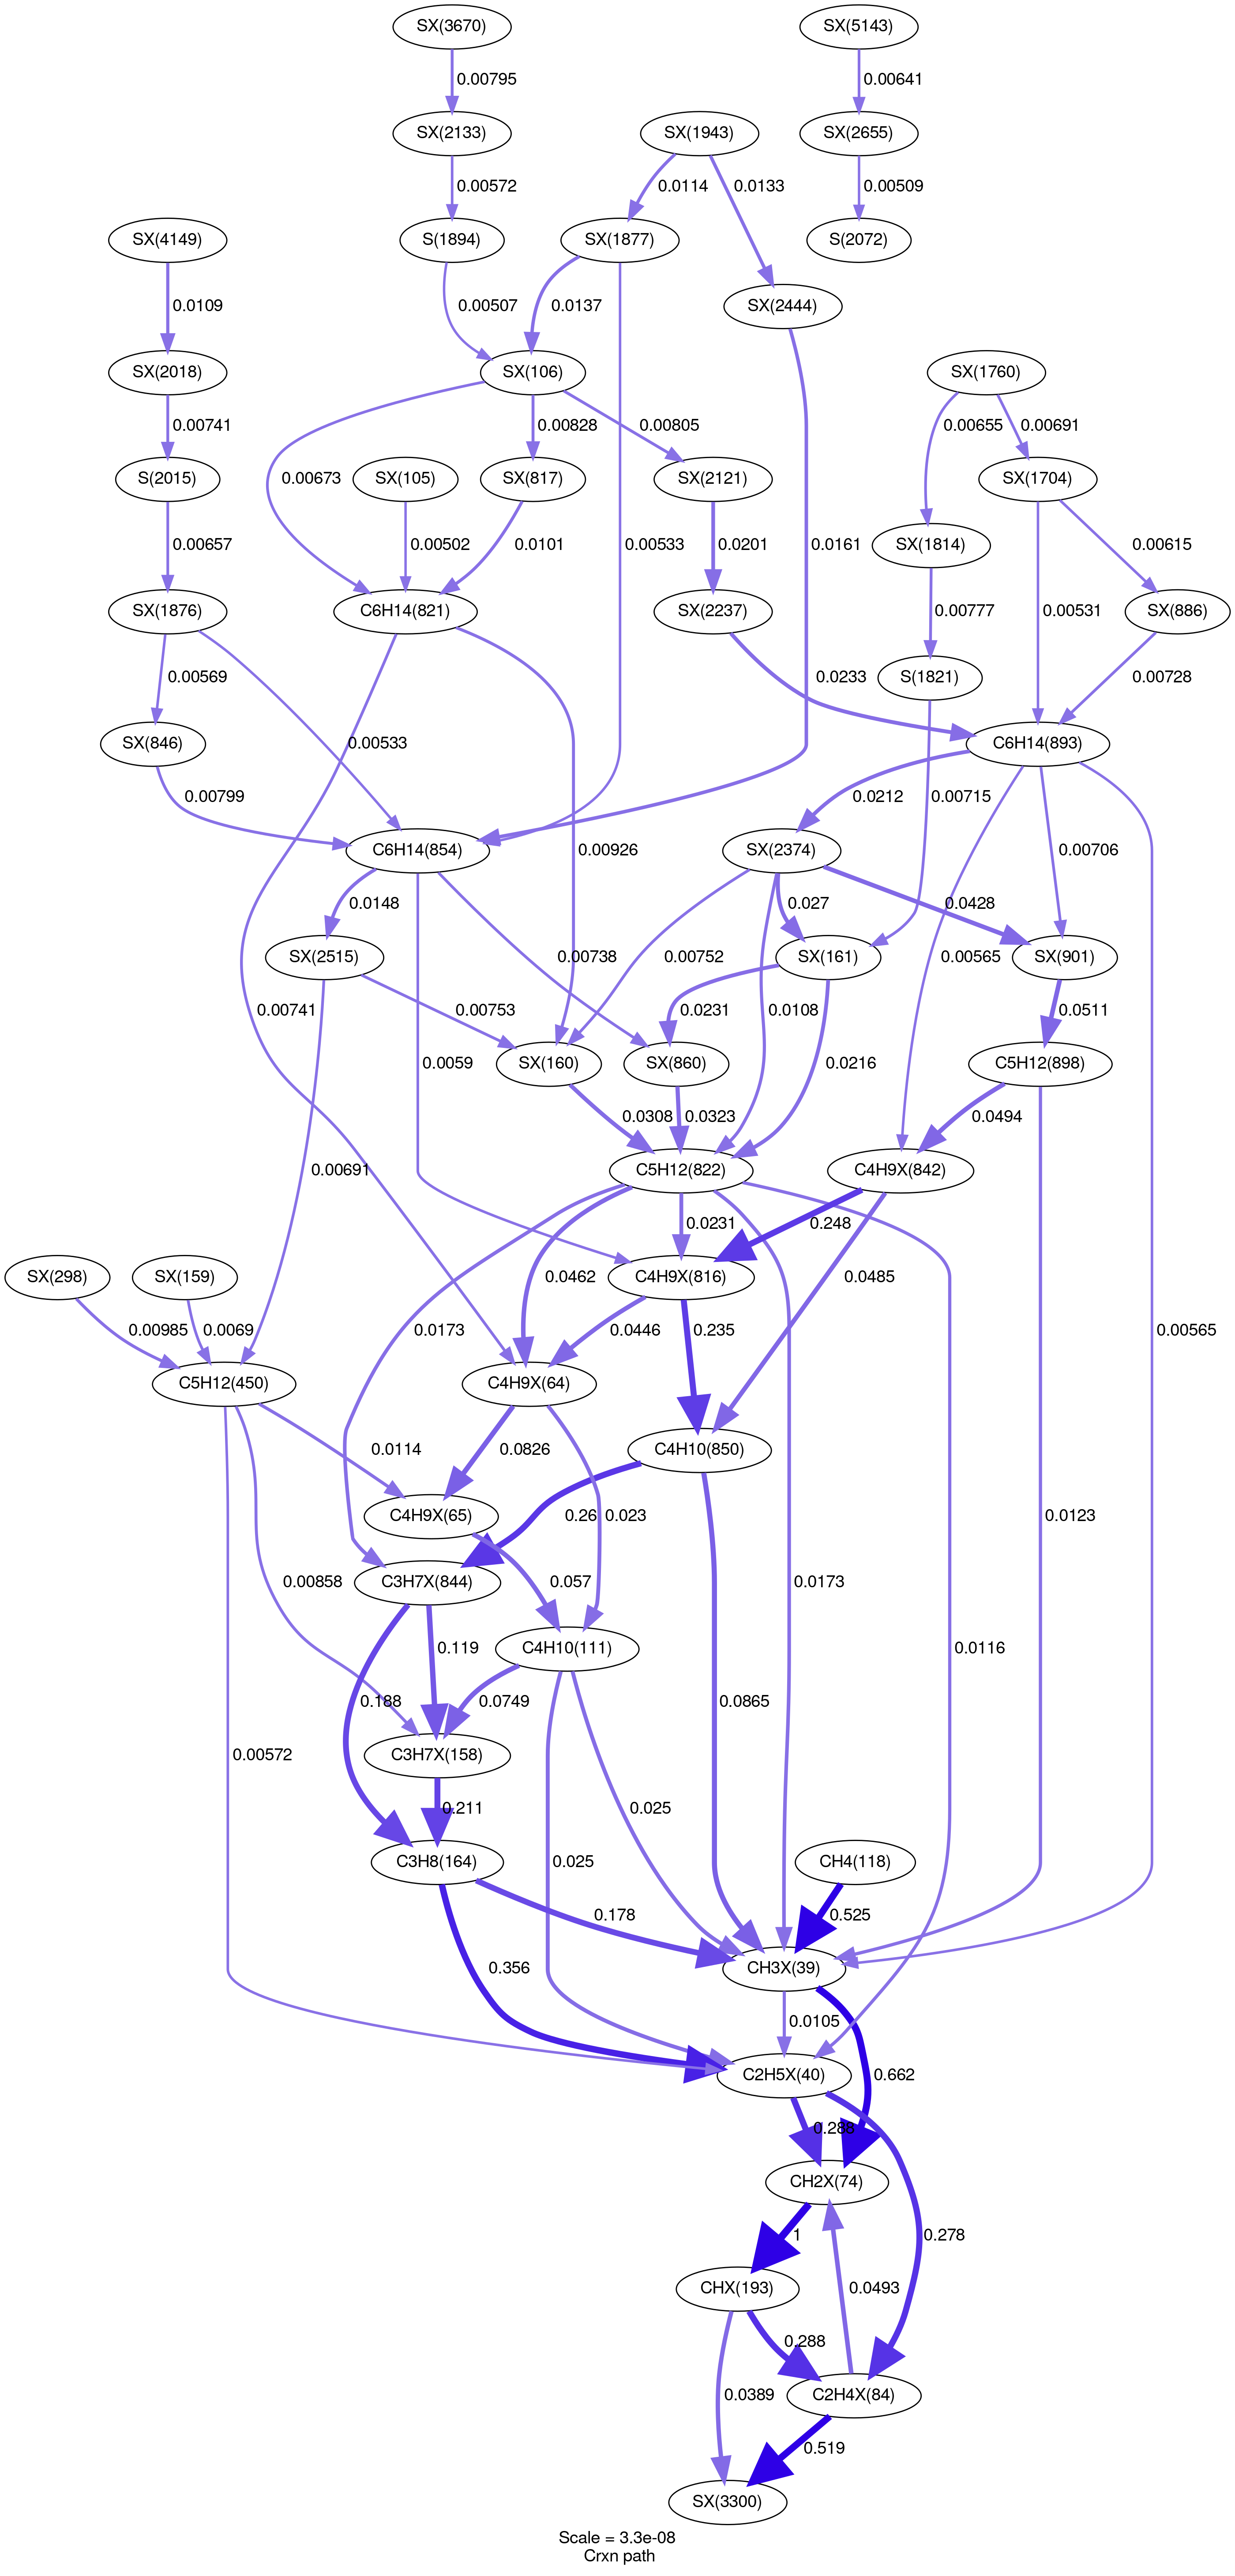 SX(3670)
SX(5143)
0.00795
0.00641
SX(2133)
SX(1943)
SX(2655)
0.00572
0.0114
0.0133
0.00509
SX(4149)
S(1894)
SX(1877)
S(2072)
0.0109
0.00507
0.0137
SX(2444)
SX(2018)
SX(106)
SX(1760)
0.00741
0.00673
0.00828
0.00805
0.00655
0.00691
S(2015)
SX(105)
SX(817)
SX(2121)
SX(1704)
0.00657
0.00502
0.0101
0.00533
0.0201
0.0161
SX(1814)
0.00615
SX(1876)
C6H14(821)
SX(2237)
0.00777
0.00531
SX(886)
0.00569
0.0233
S(1821)
0.00728
SX(846)
0.00533
C6H14(893)
0.00799
0.0212
0.00715
C6H14(854)
0.00926
SX(2374)
0.00706
0.0148
0.027
0.0428
SX(2515)
0.00738
0.00752
SX(161)
0.00565
SX(901)
0.00741
0.00753
0.0231
0.0108
0.0511
0.0059
SX(160)
SX(860)
0.0216
C5H12(898)
0.0308
0.0323
0.0494
0.00691
C5H12(822)
C4H9X(842)
0.0231
0.248
SX(298)
SX(159)
0.0462
C4H9X(816)
0.0485
0.00985
0.0069
0.0173
0.0446
0.235
0.00565
C5H12(450)
C4H9X(64)
0.0114
0.0826
C4H10(850)
C4H9X(65)
0.26
0.023
0.0123
0.00858
C3H7X(844)
0.057
0.0173
0.119
C4H10(111)
0.0116
0.188
0.0749
0.0865
0.00572
C3H7X(158)
0.211
0.025
0.025
C3H8(164)
CH4(118)
0.178
0.525
0.356
CH3X(39)
0.0105
C2H5X(40)
0.662
0.288
CH2X(74)
1
0.278
CHX(193)
0.0493
0.288
0.0389
C2H4X(84)
0.519
SX(3300)
Scale = 3.3e-08
Crxn path